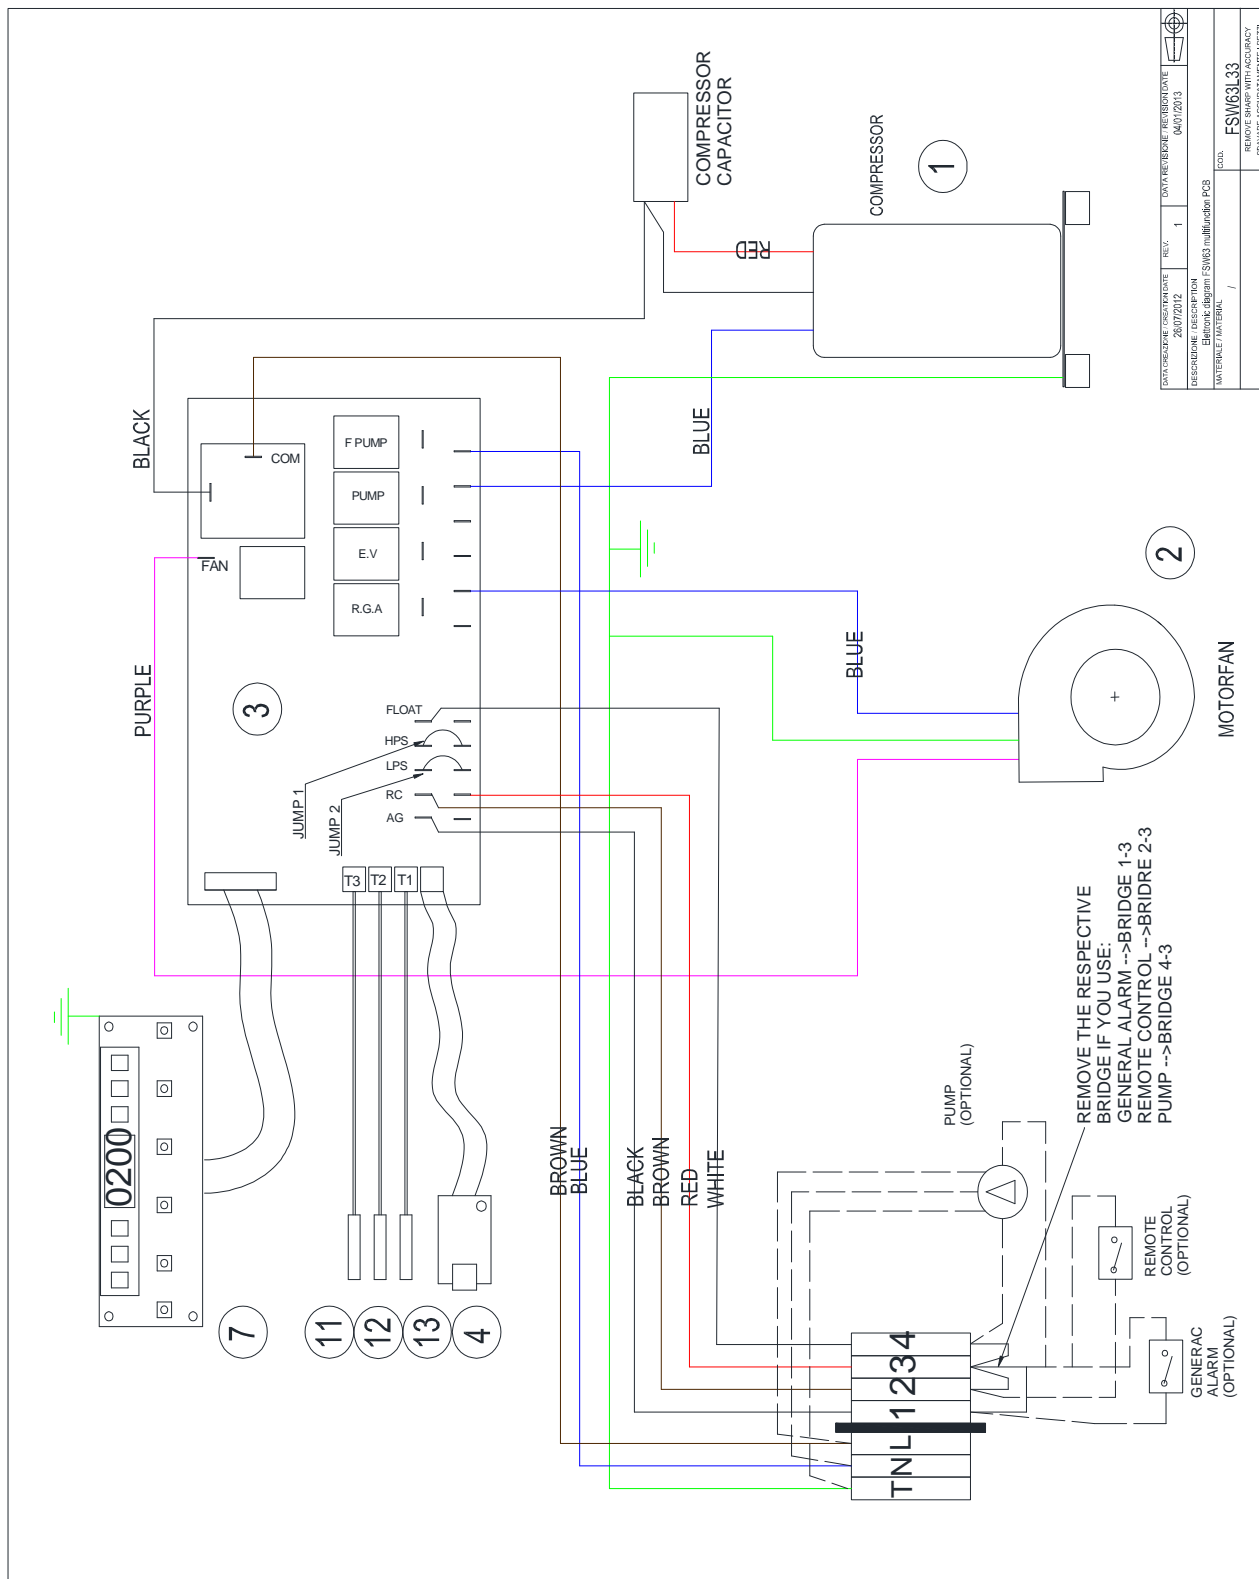 BLACK
COM
F PUMP
PUMP
E.V
R.G.A
FAN
PURPLE
3
FLOAT
HPS
LPS
RC
AG
JUMP 1
JUMP 2
T3
T2
T1
0200
7
11
12
13
4
COMPRESSOR
CAPACITOR
RED
COMPRESSOR
1
BLUE
BLUE
2
MOTORFAN
BROWN
BLUE
BLACK
BROWN
RED
WHITE
PUMP
(OPTIONAL)
REMOVE THE RESPECTIVE
BRIDGE IF YOU USE:
GENERAL ALARM -->BRIDGE 1-3
REMOTE CONTROL -->BRIDRE 2-3
PUMP -->BRIDGE 4-3
REMOTE
CONTROL
(OPTIONAL)
GENERAC
ALARM
(OPTIONAL)
T N L 1 2 3 4
DATA CREAZIONE / CREATION DATE
26/07/2012
REV.
1
DATA REVISIONE / REVISION DATE
04/01/2013
DESCRIZIONE / DESCRIPTION
Elettronic diagram FSW63 multifunction PCB
MATERIALE / MATERIAL
/
COD.
FSW63L33
REMOVE SHARP WITH ACCURACY